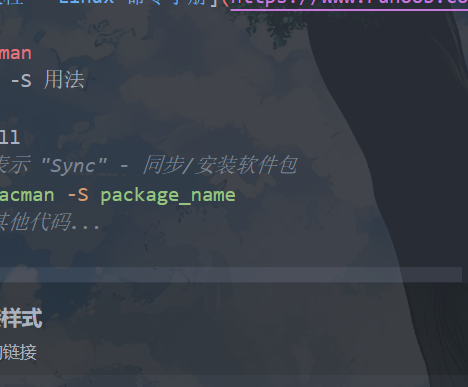 Linux 命令手册](https://www.runoob.co
man
-S 用法
ll
表示 "Sync" - 同步/安装软件包
acman -S package_name
其他代码...
样式
链接